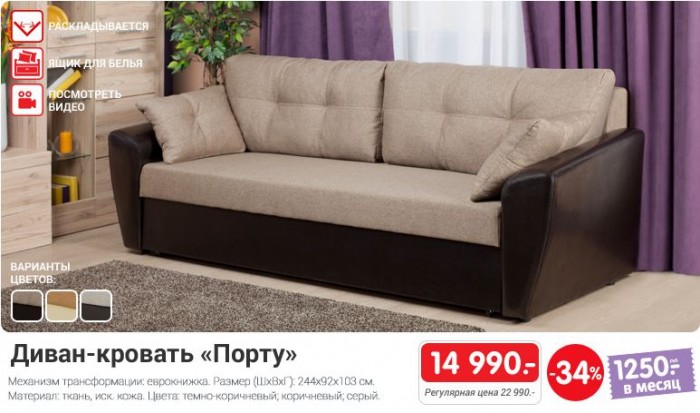 РАСКЛАДЫВАЕТСЯ
ЯЩИК ДЛЯ БЕЛЬЯ
ПОСМОТРЕТЬ
ВИДЕО
ВАРИАНТЫ
ЦВЕТОВ:
Диван-кровать «Порту»
Механизм трансформации: еврокнижка. Размер (ШхВхГ): 244х92х103 см.
Материал: ткань, иск. кожа. Цвета: темно-коричневый; коричневый; серый.
14 990.-
Регулярная цена 22 990.-
-34%
1250.-
в месяц